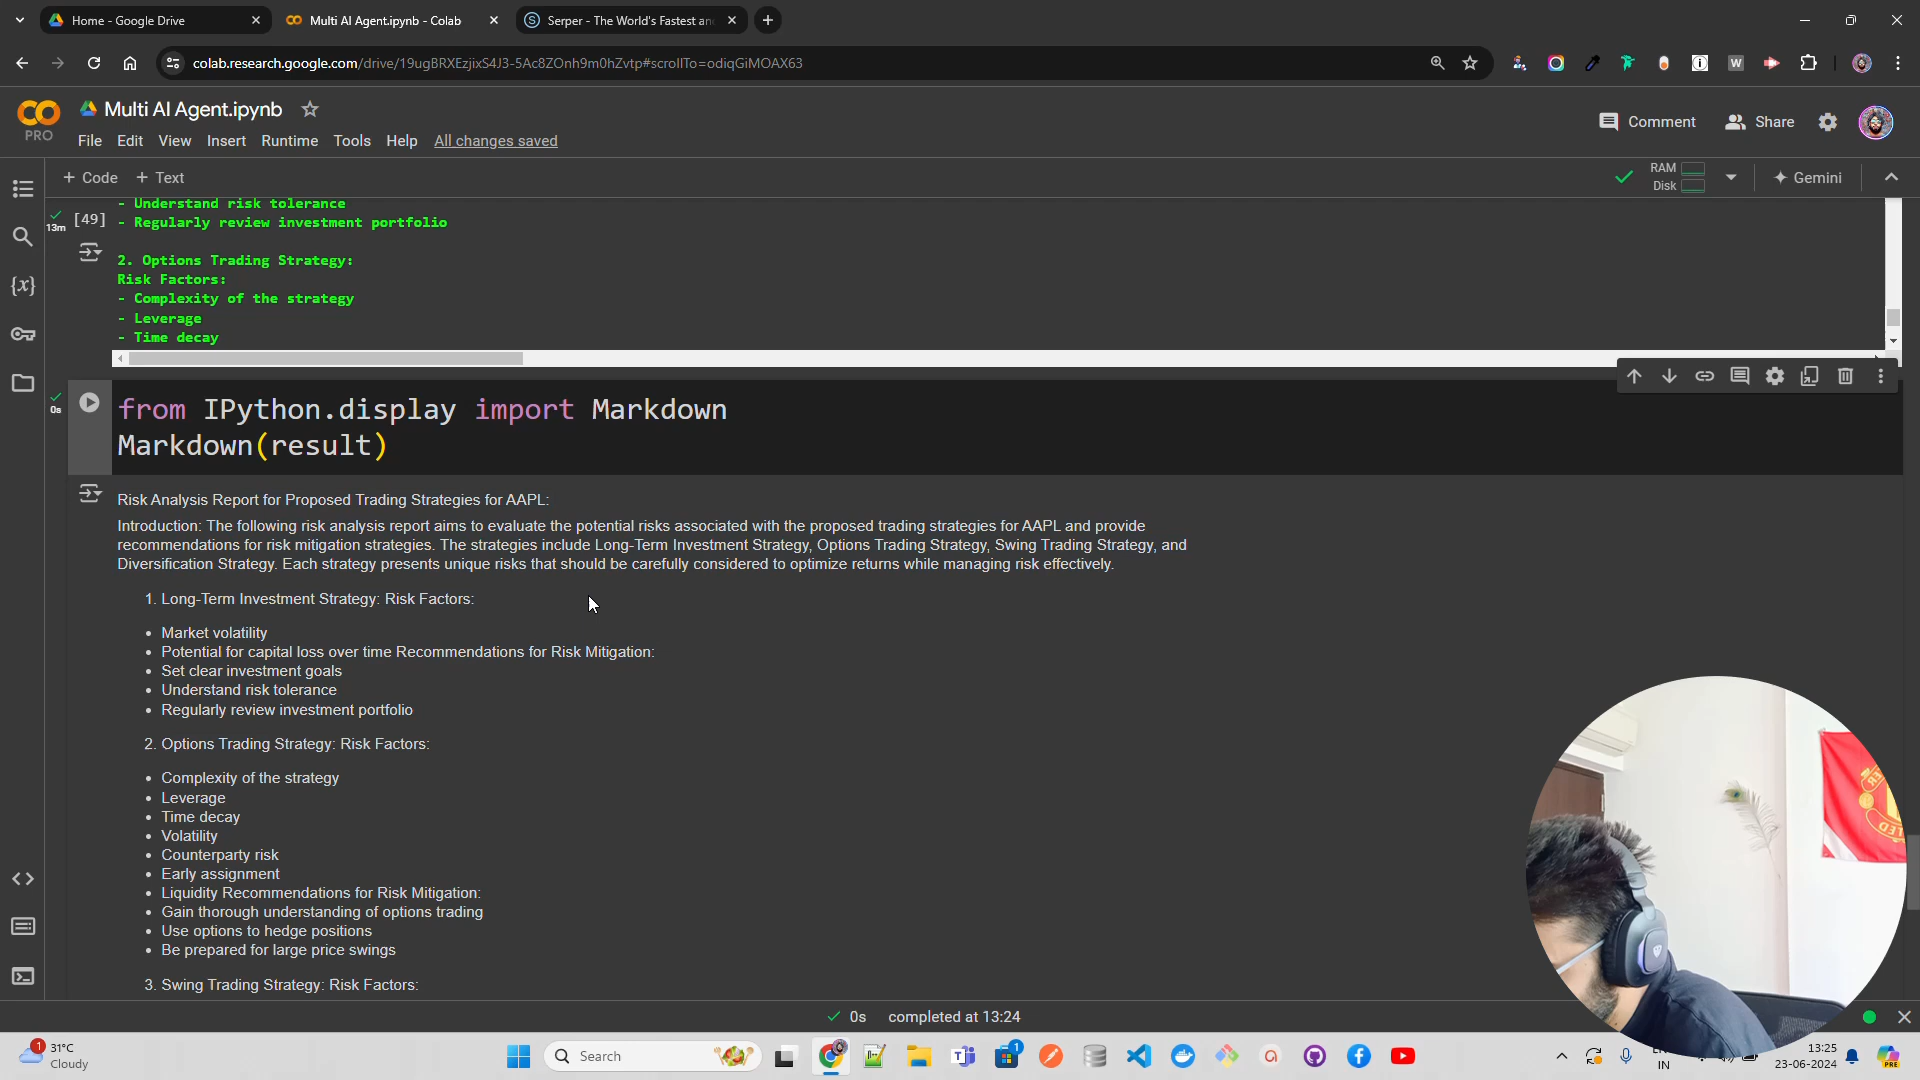 Home - Google Drive
Multi AI Agent.ipynb - Colab
Serper - The World's Fastest an
colab.research.google.com/drive/19ugBRXEzjixS4J3-5Ac8ZOnh9m0hZvtp#scrollTo=odiqGiMOAX63
Multi AI Agent.ipynb
PRO
File Edit View Insert Runtime Tools Help All changes saved
Comment
Share
+ Code + Text
RAM
Disk
Gemini
- Understand risk tolerance
[49]
13m
- Regularly review investment portfolio
2. Options Trading Strategy:
Risk Factors:
- Complexity of the strategy
- Leverage
- Time decay
0s
from IPython.display import Markdown
Markdown(result)
Risk Analysis Report for Proposed Trading Strategies for AAPL:
Introduction: The following risk analysis report aims to evaluate the potential risks associated with the proposed trading strategies for AAPL and provide
recommendations for risk mitigation strategies. The strategies include Long-Term Investment Strategy, Options Trading Strategy, Swing Trading Strategy, and
Diversification Strategy. Each strategy presents unique risks that should be carefully considered to optimize returns while managing risk effectively.
1. Long-Term Investment Strategy: Risk Factors:
• Market volatility
• Potential for capital loss over time Recommendations for Risk Mitigation:
• Set clear investment goals
• Understand risk tolerance
• Regularly review investment portfolio
2. Options Trading Strategy: Risk Factors:
• Complexity of the strategy
• Leverage
• Time decay
• Volatility
• Counterparty risk
• Early assignment
• Liquidity Recommendations for Risk Mitigation:
• Gain thorough understanding of options trading
• Use options to hedge positions
• Be prepared for large price swings
3. Swing Trading Strategy: Risk Factors:
0s completed at 13:24
1
31°C
Cloudy
Search
1
IN
13:25
23-06-2024
PRE